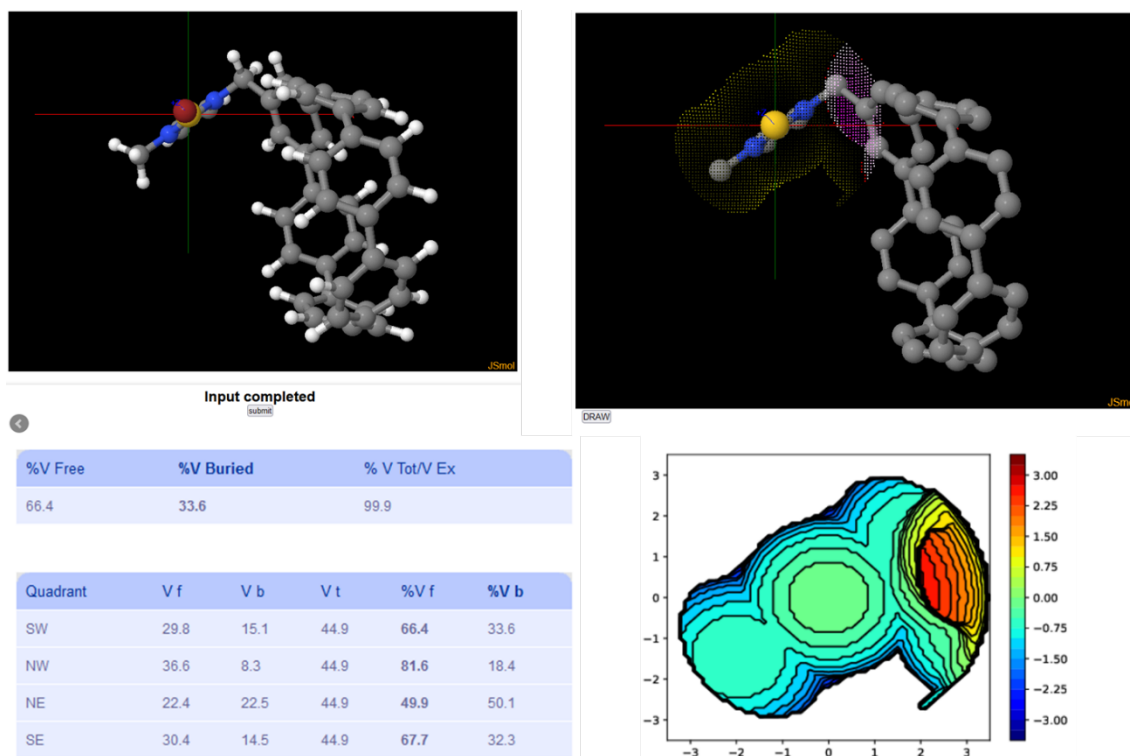 JSmol
JSmo
Input completed
submit
DRAW
%V Free %V Buried % V Tot/V Ex
66.4 33.6 99.9
Quadrant V f V b V t %V f %V b
SW 29.8 15.1 44.9 66.4 33.6
NW 36.6 8.3 44.9 81.6 18.4
NE 22.4 22.5 44.9 49.9 50.1
SE 30.4 14.5 44.9 67.7 32.3
3
2
1
0
−1
−2
−3
−3 −2 −1 0 1 2 3
3.00
2.25
1.50
0.75
0.00
−0.75
−1.50
−2.25
−3.00